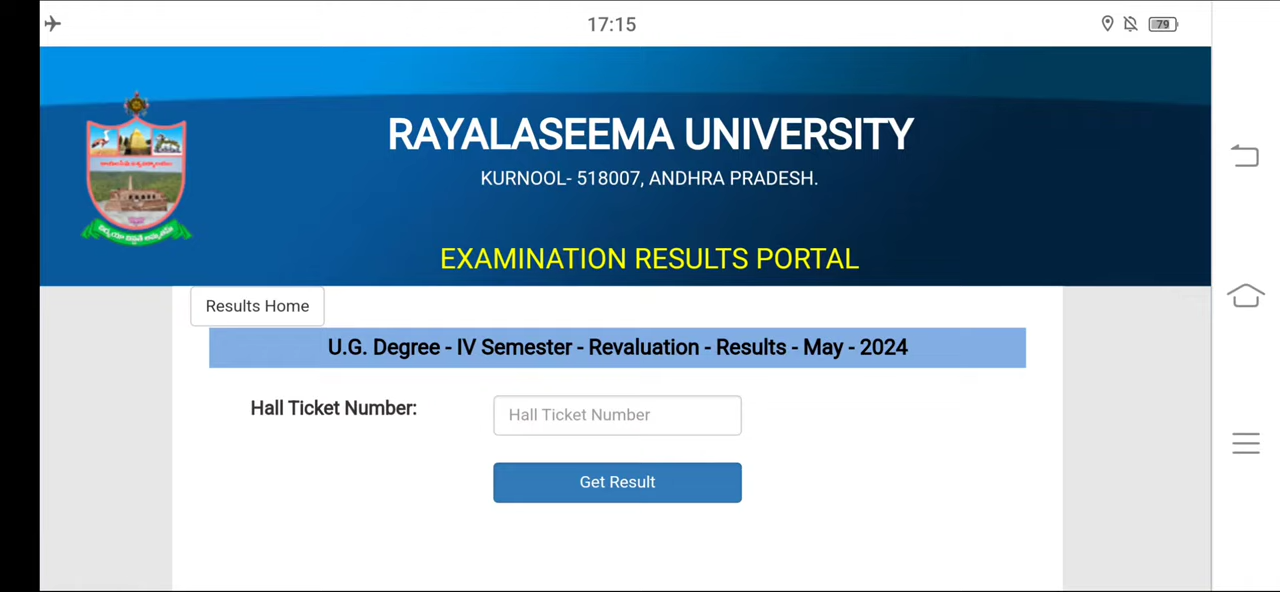 17:15
79
RAYALASEEMA UNIVERSITY
KURNOOL- 518007, ANDHRA PRADESH.
EXAMINATION RESULTS PORTAL
Results Home
U.G. Degree - IV Semester - Revaluation - Results - May - 2024
Hall Ticket Number:
Hall Ticket Number
Get Result